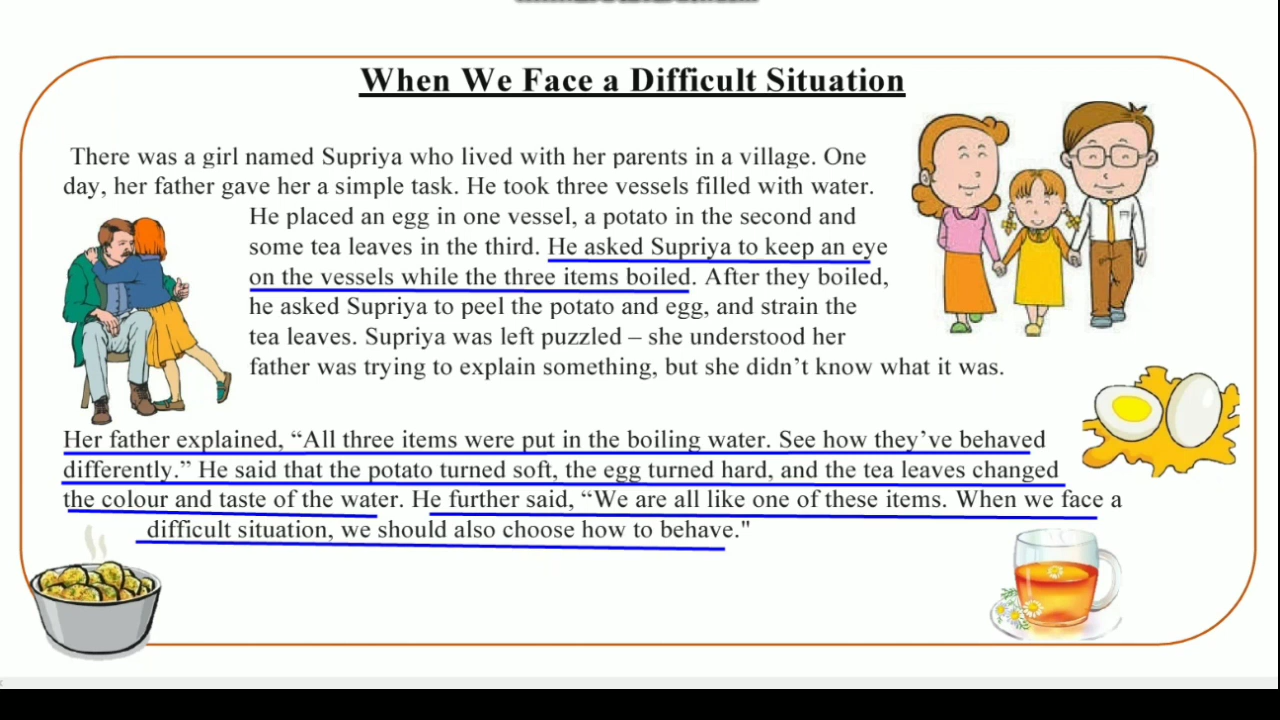 When We Face a Difficult Situation
There was a girl named Supriya who lived with her parents in a village. One
day, her father gave her a simple task. He took three vessels filled with water.
He placed an egg in one vessel, a potato in the second and
some tea leaves in the third. He asked Supriya to keep an eye
on the vessels while the three items boiled. After they boiled,
he asked Supriya to peel the potato and egg, and strain the
tea leaves. Supriya was left puzzled – she understood her
father was trying to explain something, but she didn’t know what it was.
Her father explained, “All three items were put in the boiling water. See how they’ve behaved
differently.” He said that the potato turned soft, the egg turned hard, and the tea leaves changed
the colour and taste of the water. He further said, “We are all like one of these items. When we face a
difficult situation, we should also choose how to behave."